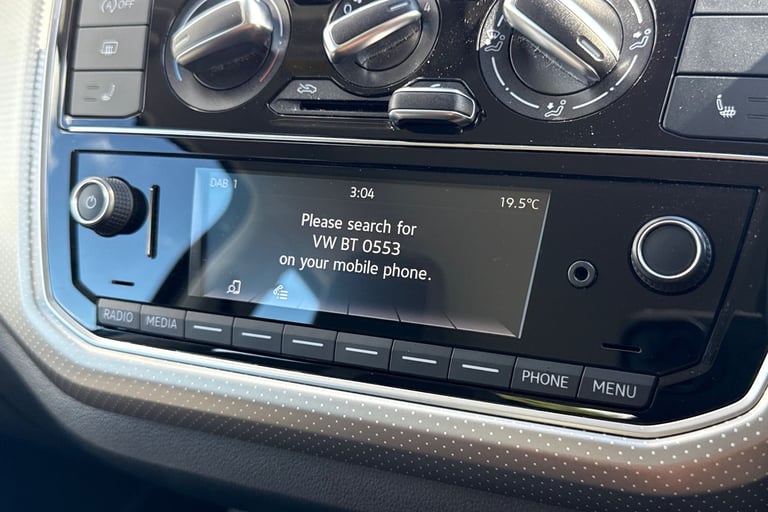 OFF
0
DAB 1
3:04
19.5°C
Please search for
VW BT 0553
on your mobile phone.
RADIO
MEDIA
PHONE
MENU